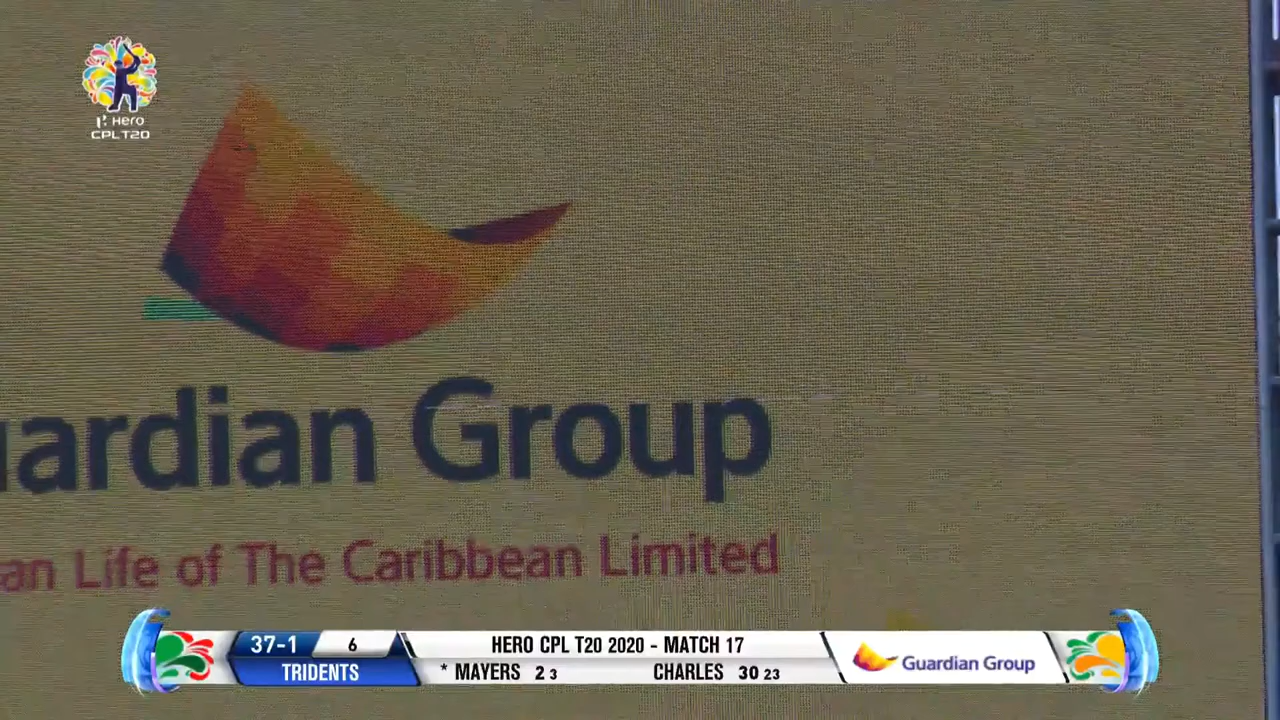 Hero
CPLT20
uardian Group
an Life of The Caribbean Limited
37-1 6 HERO CPL T20 2020 - MATCH 17
TRIDENTS * MAYERS 2 3 CHARLES 30 23
Guardian Group